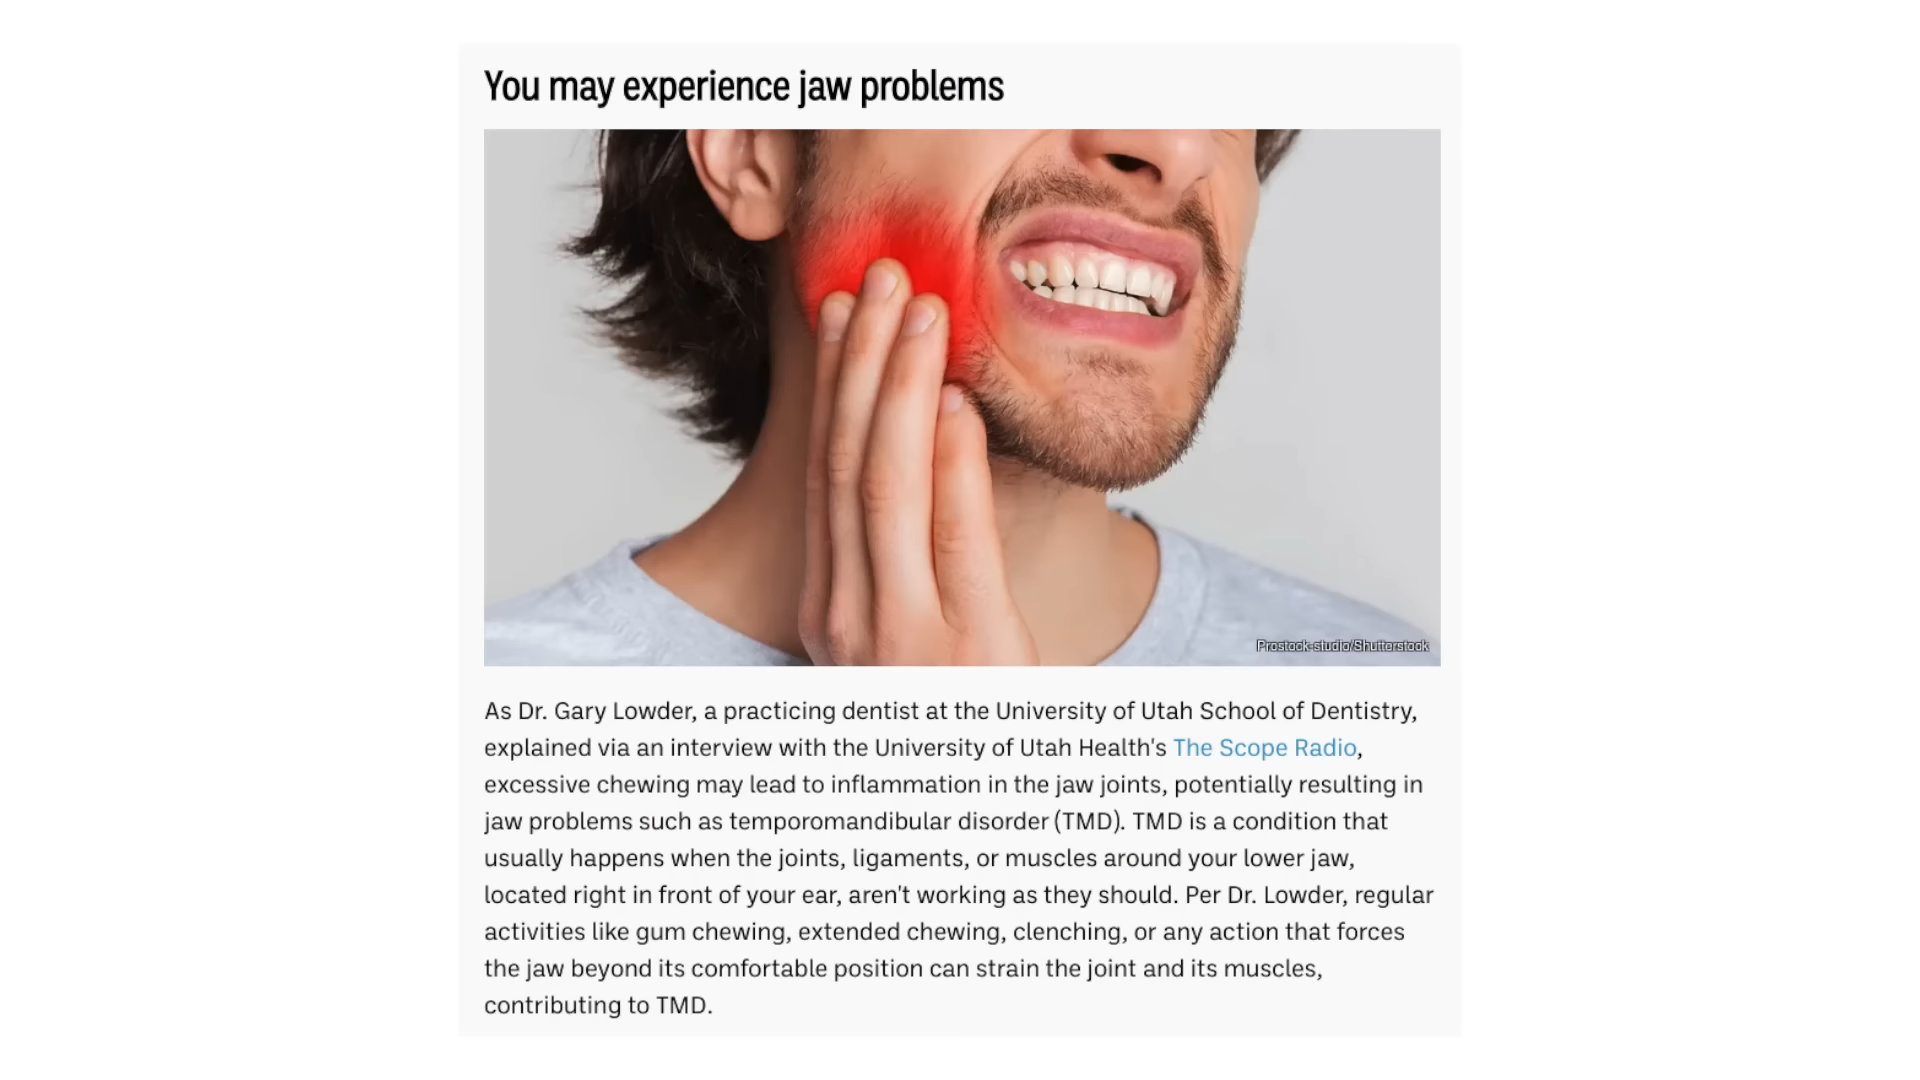 You may experience jaw problems
Prostock-studio/Shutterstock
As Dr. Gary Lowder, a practicing dentist at the University of Utah School of Dentistry,
explained via an interview with the University of Utah Health's The Scope Radio,
excessive chewing may lead to inflammation in the jaw joints, potentially resulting in
jaw problems such as temporomandibular disorder (TMD). TMD is a condition that
usually happens when the joints, ligaments, or muscles around your lower jaw,
located right in front of your ear, aren't working as they should. Per Dr. Lowder, regular
activities like gum chewing, extended chewing, clenching, or any action that forces
the jaw beyond its comfortable position can strain the joint and its muscles,
contributing to TMD.